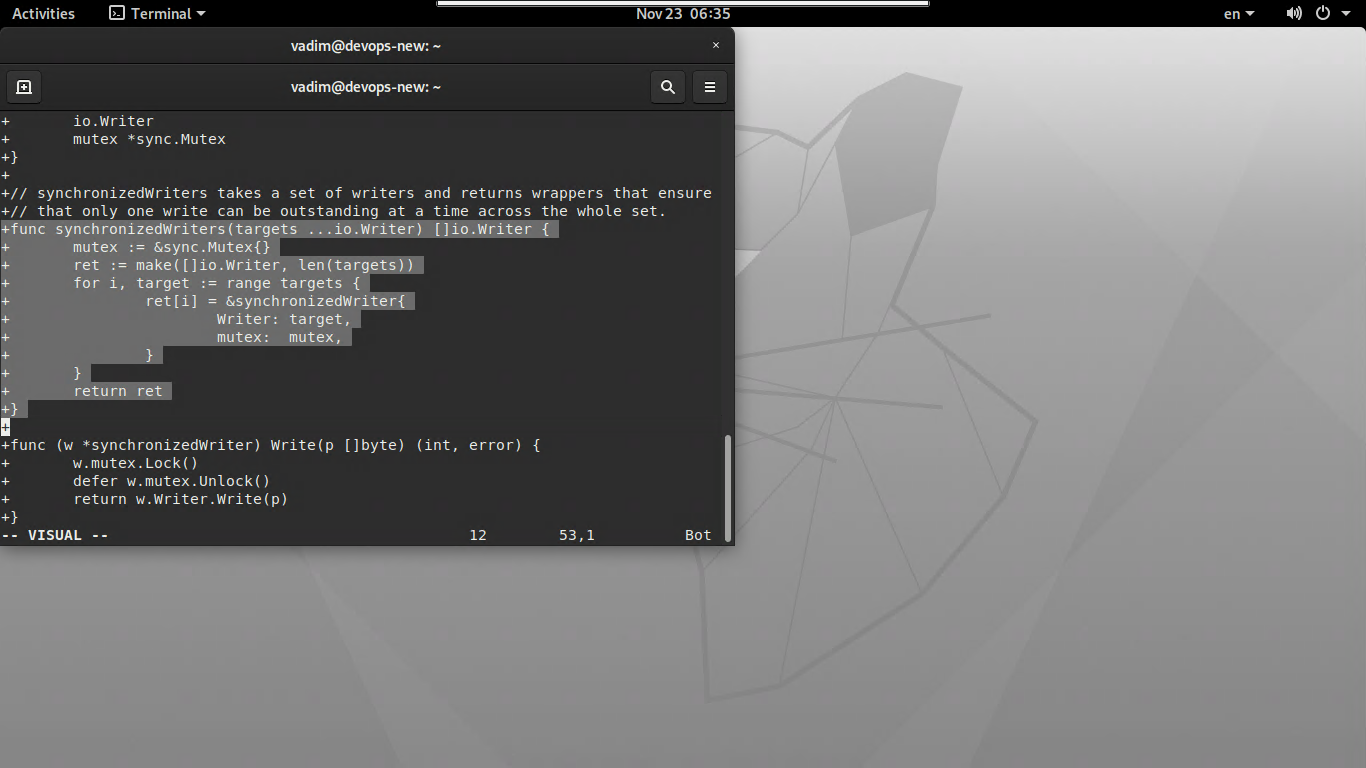 Activities Terminal Nov 23 06:35 en
vadim@devops-new: ~ ×
vadim@devops-new: ~
+       io.Writer
+       mutex *sync.Mutex
+}
+
+// synchronizedWriters takes a set of writers and returns wrappers that ensure
+// that only one write can be outstanding at a time across the whole set.
+func synchronizedWriters(targets ...io.Writer) []io.Writer {
+       mutex := &sync.Mutex{}
+       ret := make([]io.Writer, len(targets))
+       for i, target := range targets {
+               ret[i] = &synchronizedWriter{
+                       Writer: target,
+                       mutex:  mutex,
+               }
+       }
+       return ret
+}
+
+func (w *synchronizedWriter) Write(p []byte) (int, error) {
+       w.mutex.Lock()
+       defer w.mutex.Unlock()
+       return w.Writer.Write(p)
+}
-- VISUAL -- 12 53,1 Bot